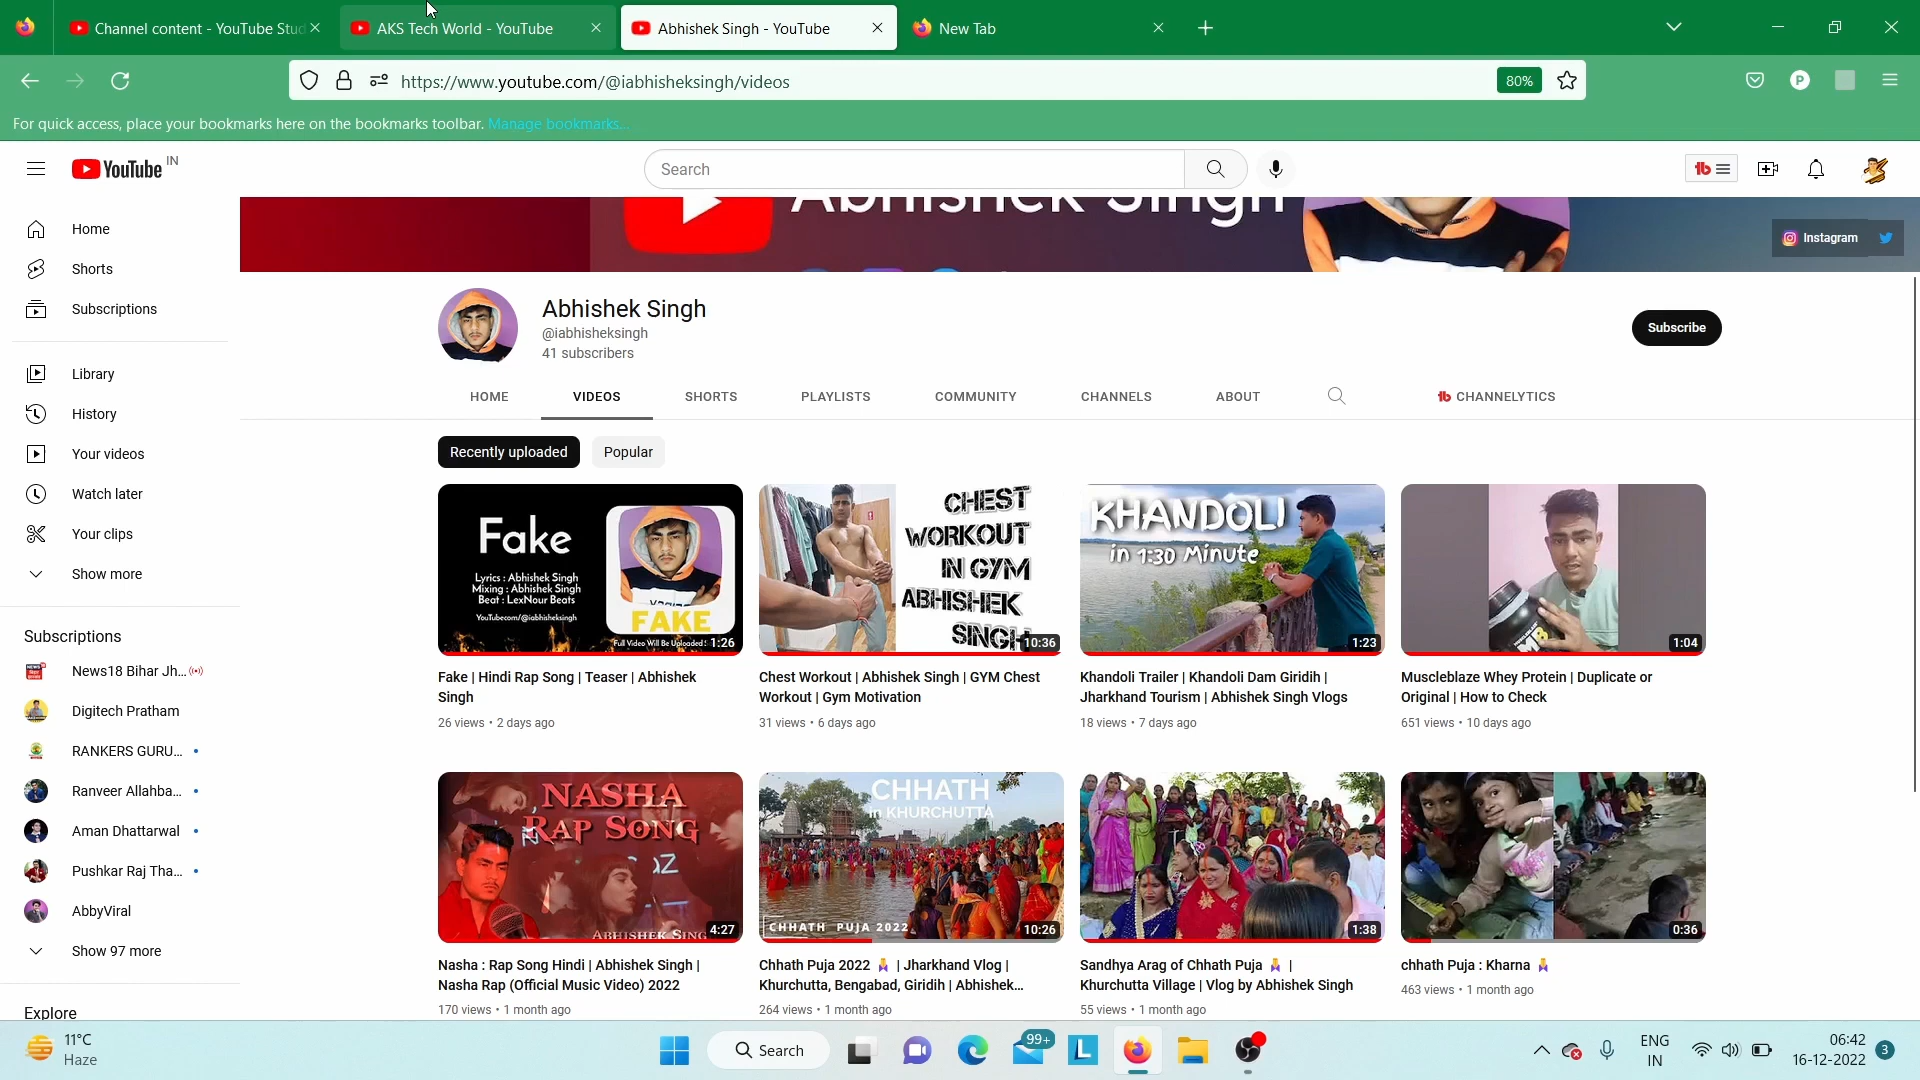 Channel content - YouTube Stud
AKS Tech World - YouTube
Abhishek Singh - YouTube
New Tab
https://www.youtube.com/@iabhisheksingh/videos
80%
P
For quick access, place your bookmarks here on the bookmarks toolbar. Manage bookmarks...
YouTube IN
Search
tb
Home
Shorts
Subscriptions
Library
History
Your videos
Watch later
Your clips
Show more
Subscriptions
News18 Bihar Jh...
Digitech Pratham
RANKERS GURU...
Ranveer Allahba...
Aman Dhattarwal
Pushkar Raj Tha...
AbbyViral
Show 97 more
Explore
Abhishek Singh
Instagram
Abhishek Singh
@iabhisheksingh
41 subscribers
Subscribe
HOME
VIDEOS
SHORTS
PLAYLISTS
COMMUNITY
CHANNELS
ABOUT
tb CHANNELYTICS
Recently uploaded
Popular
Fake
Lyrics : Abhishek Singh
Mixing : Abhishek Singh
Beat : LexNour Beats
YouTubecom/@iabhisheksingh
FAKE
Full Video Will Be Uploaded :
1:26
Fake | Hindi Rap Song | Teaser | Abhishek
Singh
26 views • 2 days ago
CHEST
WORKOUT
IN GYM
ABHISHEK
SINGH
10:36
Chest Workout | Abhishek Singh | GYM Chest
Workout | Gym Motivation
31 views • 6 days ago
KHANDOLI
in 1:30 Minute
1:23
Khandoli Trailer | Khandoli Dam Giridih |
Jharkhand Tourism | Abhishek Singh Vlogs
18 views • 7 days ago
1:04
Muscleblaze Whey Protein | Duplicate or
Original | How to Check
651 views • 10 days ago
NASHA
RAP SONG
ABHISHEK SING
4:27
Nasha : Rap Song Hindi | Abhishek Singh |
Nasha Rap (Official Music Video) 2022
170 views • 1 month ago
CHHATH
in KHURCHUTTA
CHHATH PUJA 2022
10:26
Chhath Puja 2022 🧘 | Jharkhand Vlog |
Khurchutta, Bengabad, Giridih | Abhishek...
264 views • 1 month ago
1:38
Sandhya Arag of Chhath Puja 🧘 |
Khurchutta Village | Vlog by Abhishek Singh
55 views • 1 month ago
0:36
chhath Puja : Kharna 🧘
463 views • 1 month ago
11°C
Haze
Search
99+
L
ENG
IN
06:42
16-12-2022
3